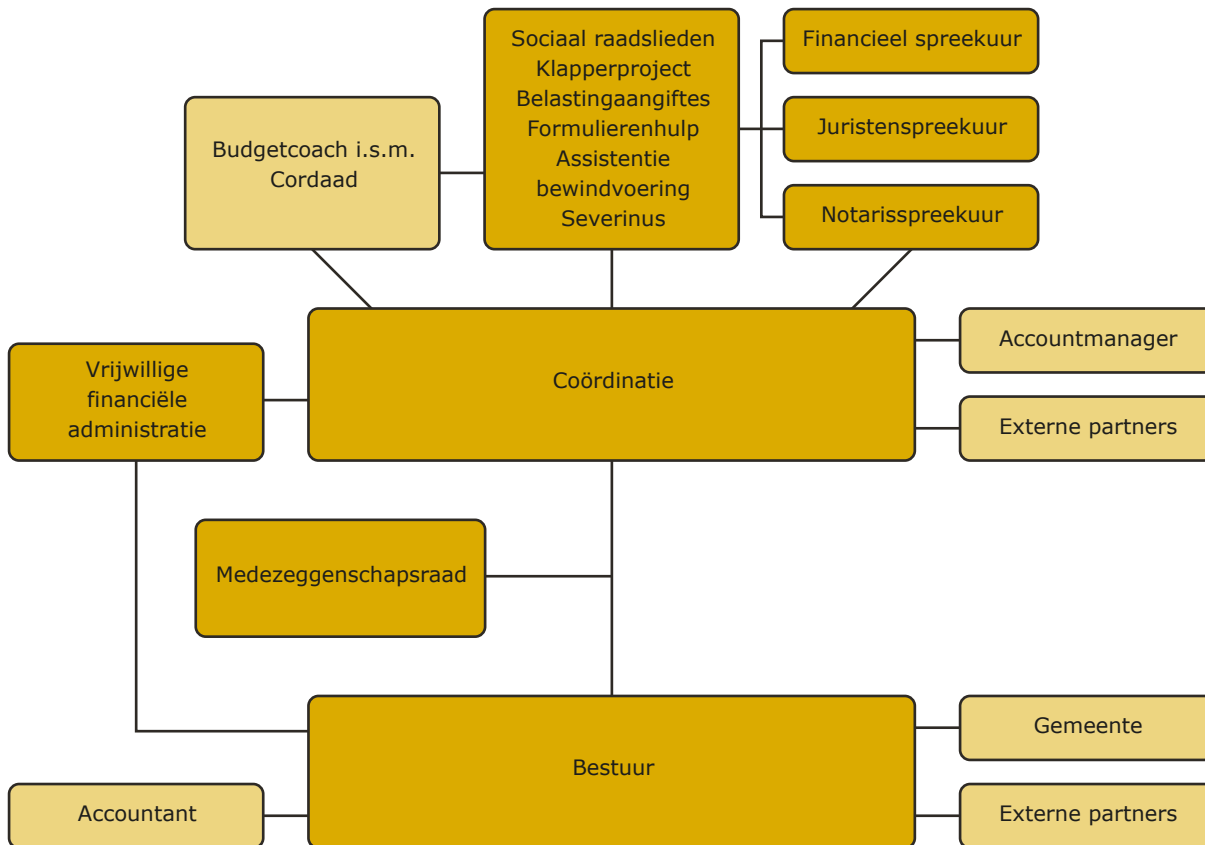 Sociaal raadslieden
Klapperproject
Belastingaangiftes
Formulierenhulp
Assistentie
bewindvoering
Severinus
Financieel spreekuur
Juristenspreekuur
Notarisspreekuur
Budgetcoach i.s.m.
Cordaad
Coördinatie
Accountmanager
Externe partners
Vrijwillige
financiële
administratie
Medezeggenschapsraad
Bestuur
Gemeente
Accountant
Externe partners